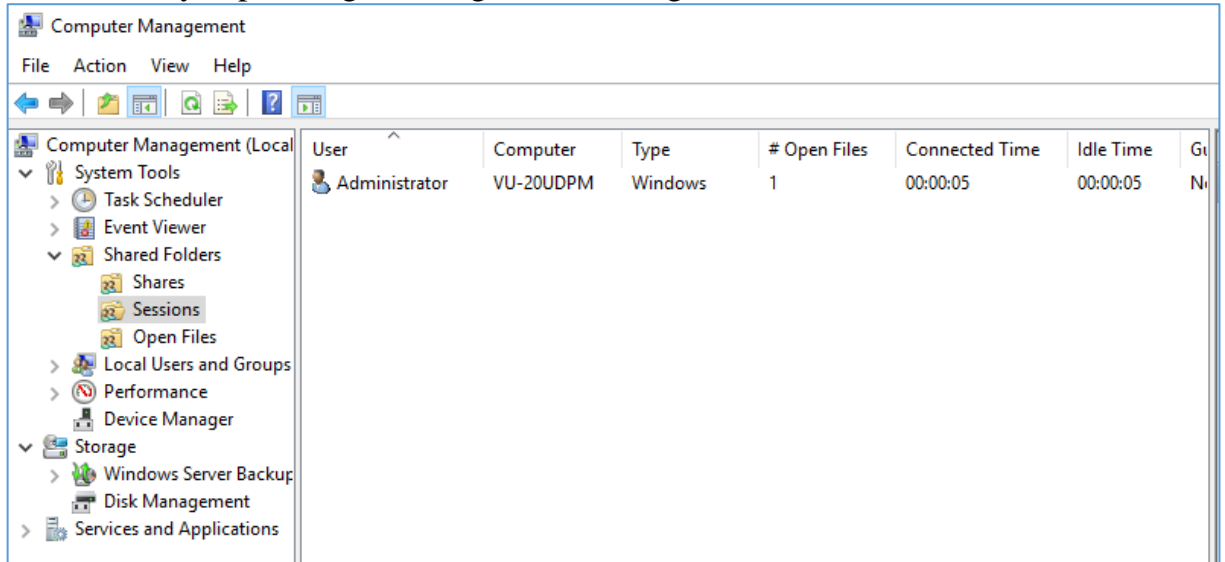 Computer Management
File Action View Help
Computer Management (Local
System Tools
Task Scheduler
Event Viewer
Shared Folders
Shares
Sessions
Open Files
Local Users and Groups
Performance
Device Manager
Storage
Windows Server Backup
Disk Management
Services and Applications
User Computer Type # Open Files Connected Time Idle Time
Administrator VU-20UDPM Windows 1 00:00:05 00:00:05